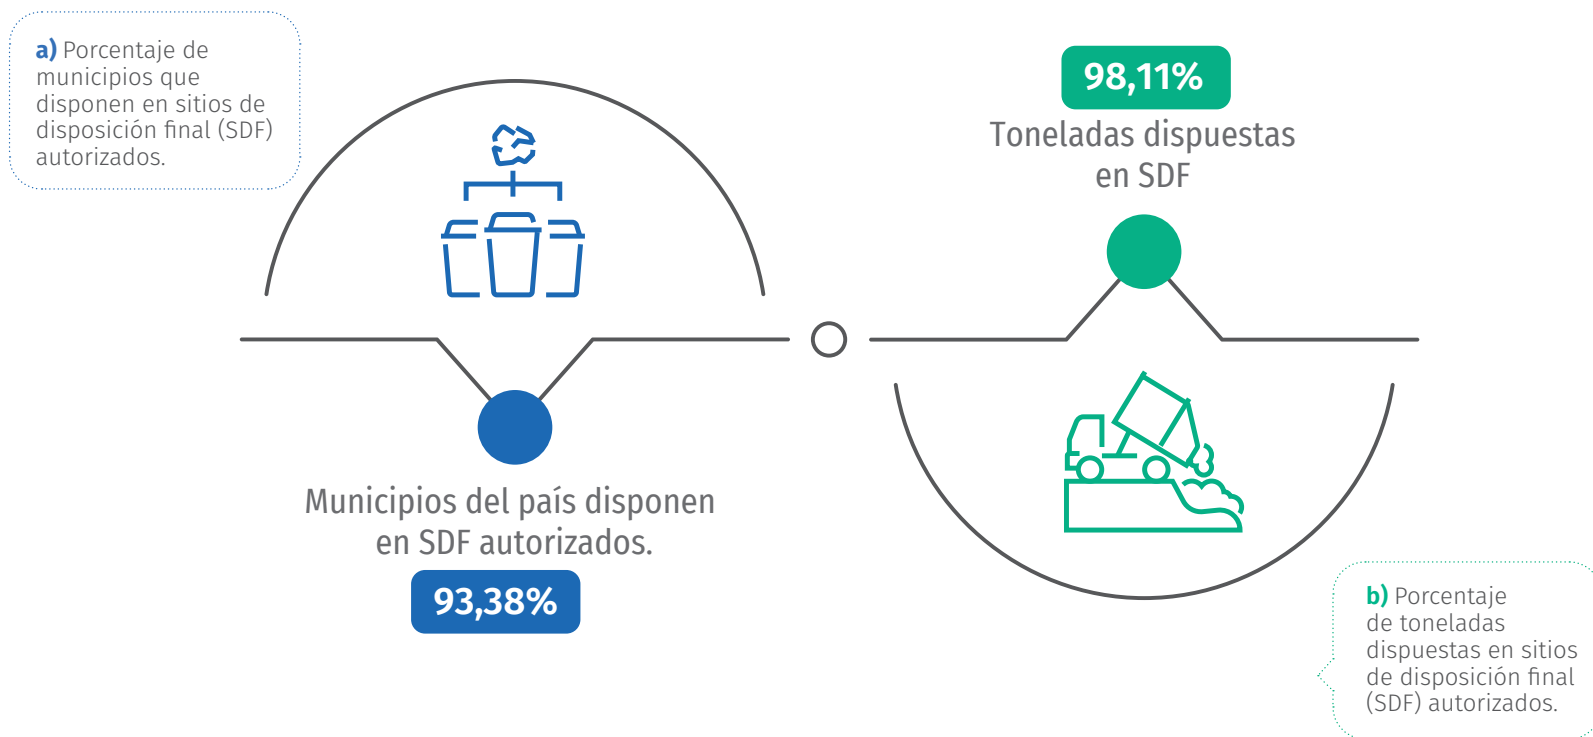 a) Porcentaje de
municipios que
disponen en sitios de
disposición final (SDF)
autorizados.
Municipios del país disponen
en SDF autorizados.
93,38%
98,11%
Toneladas dispuestas
en SDF
b) Porcentaje
de toneladas
dispuestas en sitios
de disposición final
(SDF) autorizados.